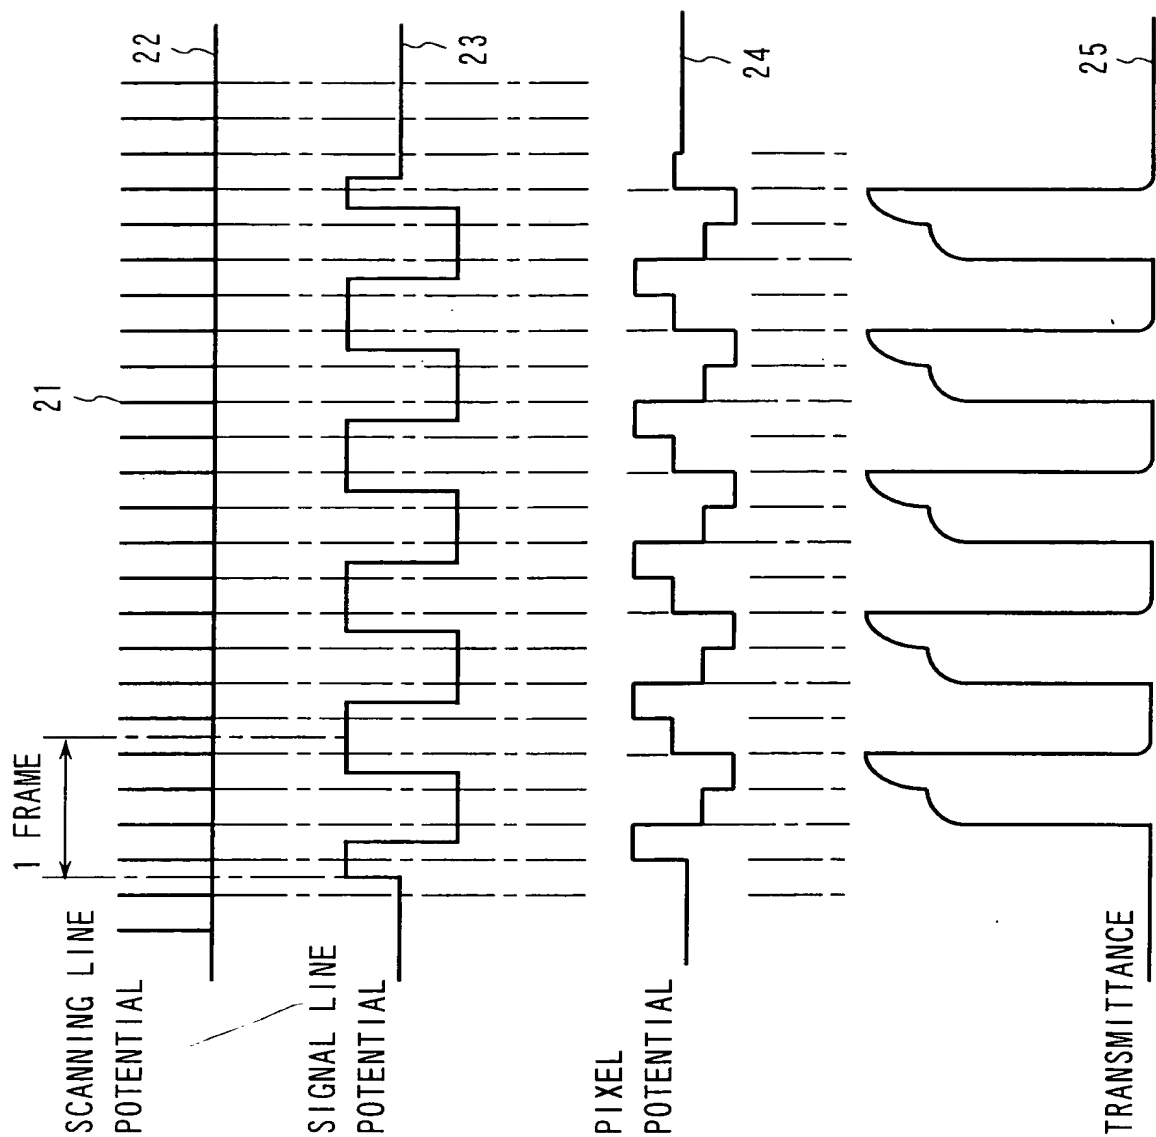 1 FRAME
SCANNING LINE
POTENTIAL
21
22
SIGNAL LINE
POTENTIAL
23
PIXEL
POTENTIAL
24
TRANSMITTANCE
25